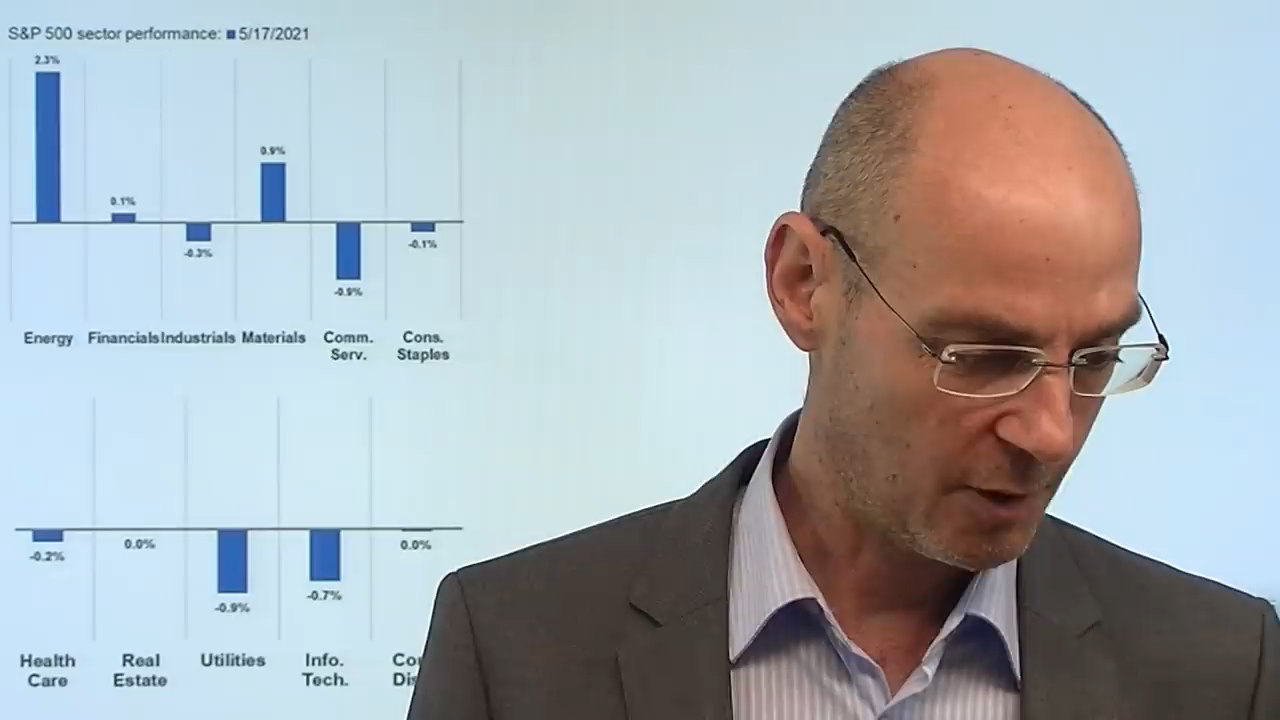 S&P 500 sector performance: 5/17/2021
2.3%
0.1%
-0.3%
0.9%
-0.9%
-0.1%
Energy Financials Industrials Materials Comm. Cons.
Serv. Staples
-0.2%
0.0%
-0.9%
-0.7%
0.0%
Health Real Utilities Info.
Care Estate Tech.